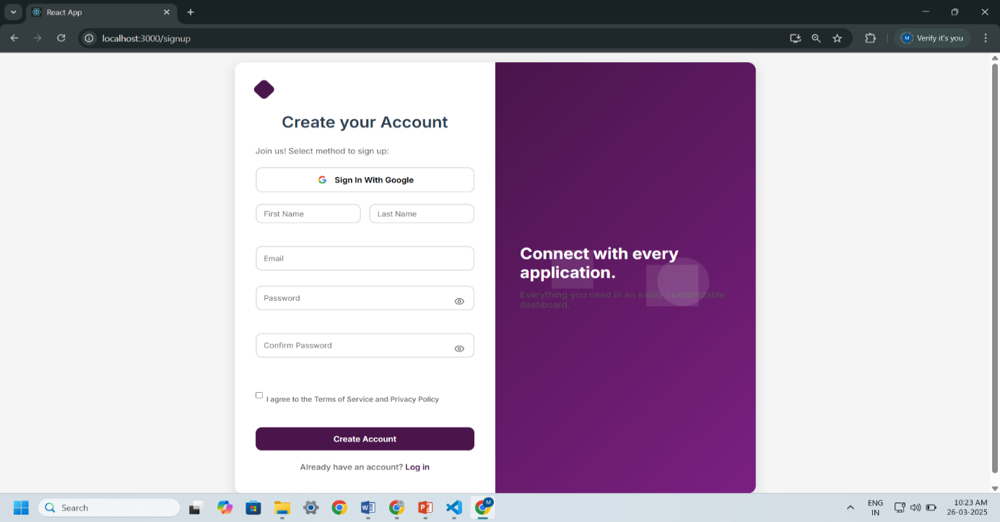 React App
localhost:3000/signup
Verify it's you
M
Create your Account
Join us! Select method to sign up:
Sign In With Google
First Name
Last Name
Email
Password
Confirm Password
I agree to the Terms of Service and Privacy Policy
Create Account
Already have an account? Log in
Connect with every
application.
Everything you need in an easily customizable
dashboard.
Search
W
P
M
ENG
IN
10:23 AM
26-03-2025